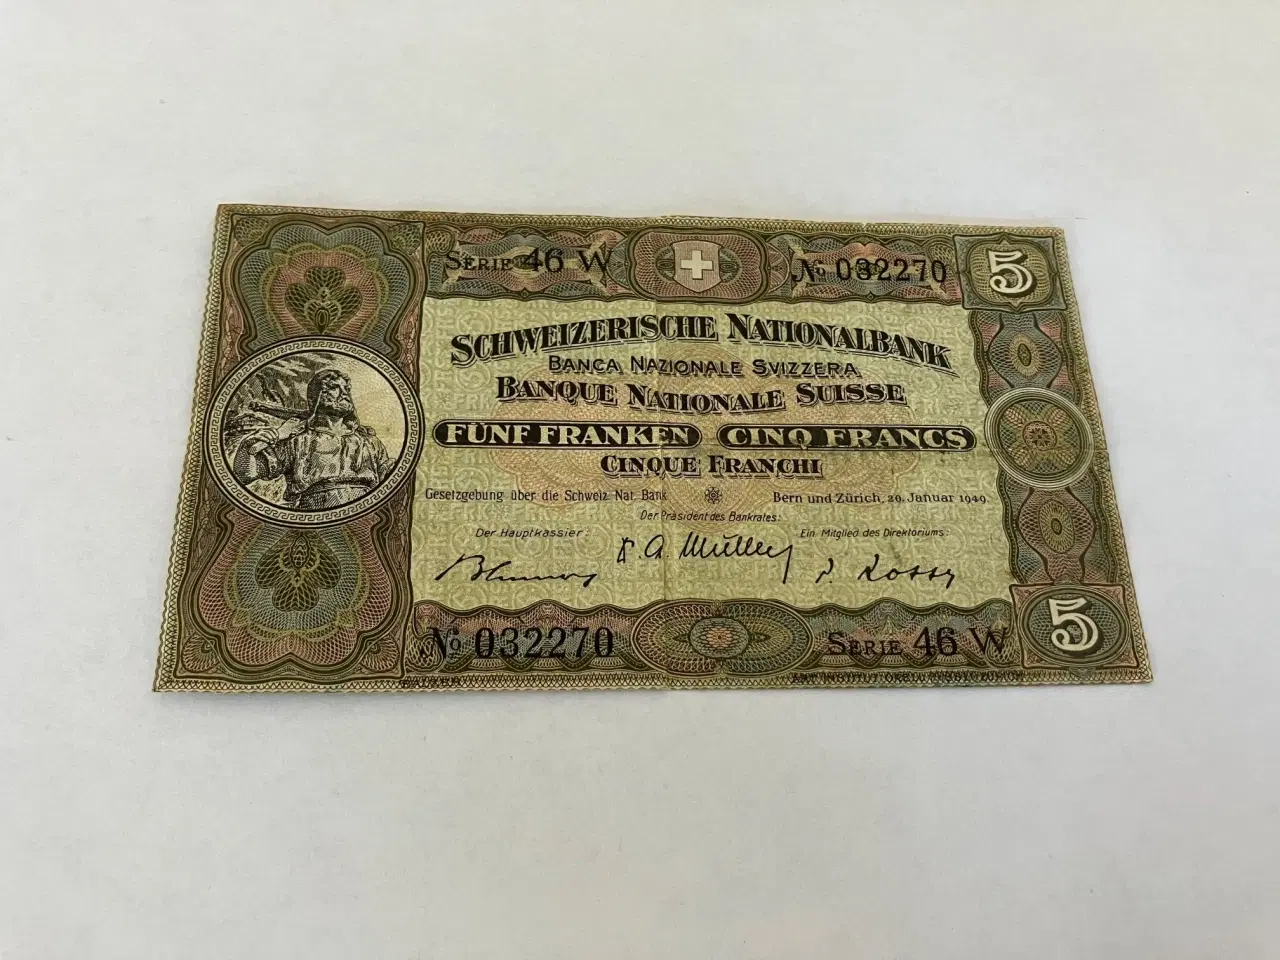 SERIE 46 W
No 032270
5
SCHWEIZERISCHE NATIONALBANK
BANCA NAZIONALE SVIZZERA
BANQUE NATIONALE SUISSE
FÜNF FRANKEN CINQ FRANCS
CINQUE FRANCHI
Gesetzgebung über die Schweiz Nat. Bank
Bern und Zürich, 20. Januar 1949.
Der Präsident des Bankrates:
Der Hauptkassier:
Ein Mitglied des Direktoriums:
No 032270
SERIE 46 W
5